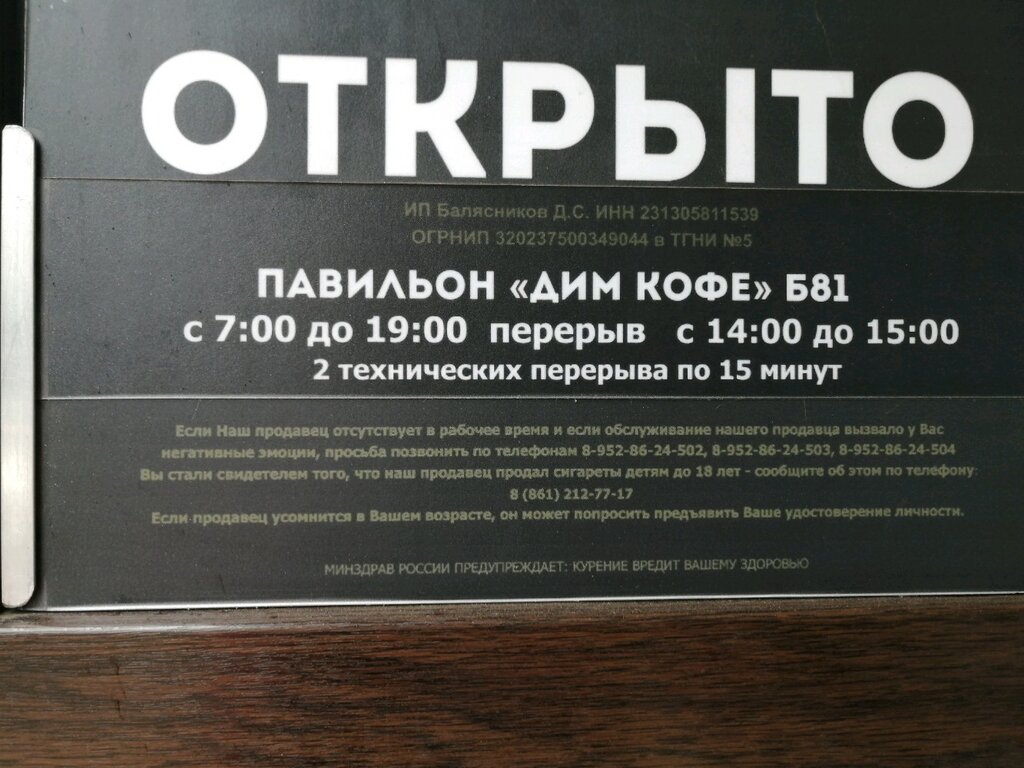 ОТКРЫТО
ИП Балясников Д.С. ИНН 231305811539
ОГРНИП 320237500349044 в ТГНИ №5
ПАВИЛЬОН «ДИМ КОФЕ» Б81
с 7:00 до 19:00 перерыв с 14:00 до 15:00
2 технических перерыва по 15 минут
Если Наш продавец отсутствует в рабочее время и если обслуживание нашего продавца вызвало у Вас
негативные эмоции, просьба позвонить по телефонам 8-952-86-24-502, 8-952-86-24-503, 8-952-86-24-504
Вы стали свидетелем того, что наш продавец продал сигареты детям до 18 лет - сообщите об этом по телефону:
8 (861) 212-77-17
Если продавец усомнится в Вашем возрасте, он может попросить предъявить Ваше удостоверение личности.
МИНЗДРАВ РОССИИ ПРЕДУПРЕЖДАЕТ: КУРЕНИЕ ВРЕДИТ ВАШЕМУ ЗДОРОВЬЮ